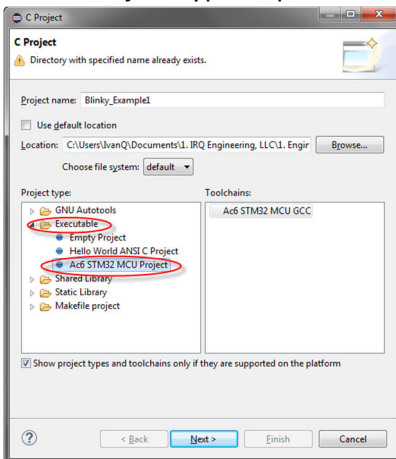 C Project
C Project
Directory with specified name already exists.
Project name: Blinky_Example1
Use default location
Location: C:\Users\IvanQ\Documents\1. IRQ Engineering, LLC\1. Engir Browse...
Choose file system: default
Project type: Toolchains:
GNU Autotools Ac6 STM32 MCU GCC
Executable
Empty Project
Hello World ANSI C Project
Ac6 STM32 MCU Project
Shared Library
Static Library
Makefile project
Show project types and toolchains only if they are supported on the platform
? < Back Next > Finish Cancel